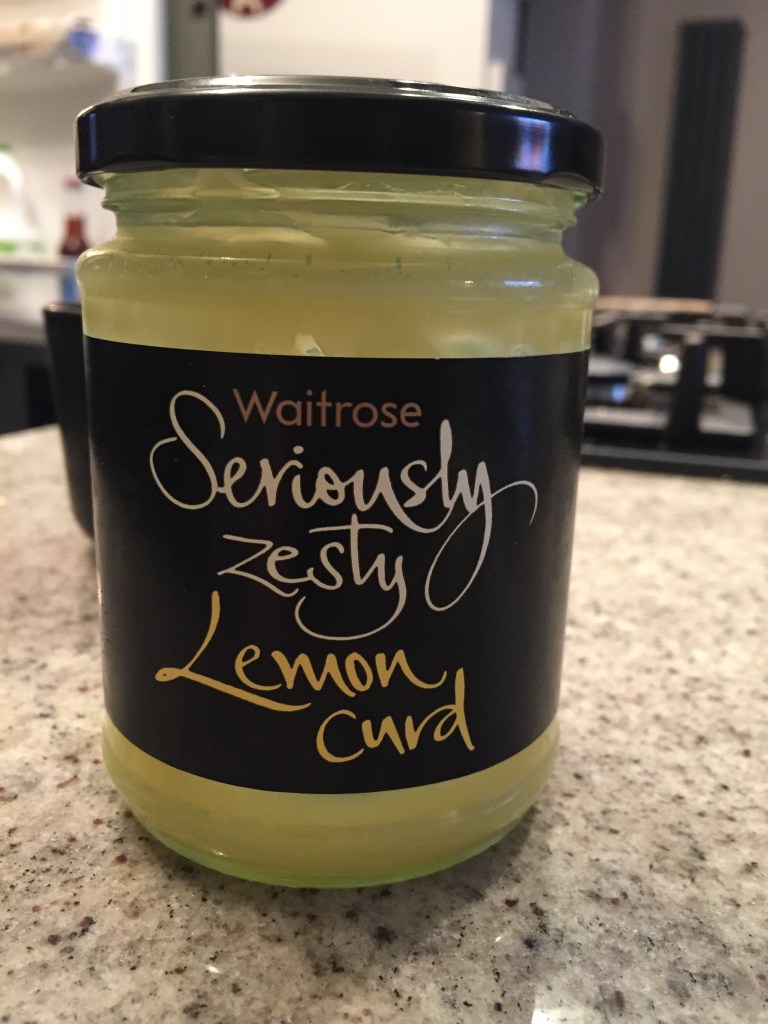 Waitrose
Seriously
zesty
Lemon
curd